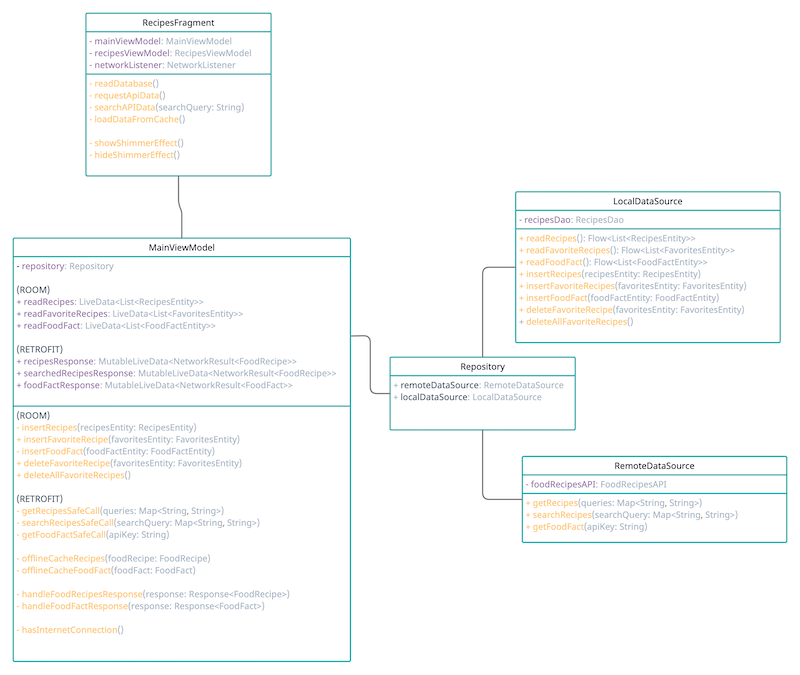 RecipesFragment
- mainViewModel: MainViewModel
- recipesViewModel: RecipesViewModel
- networkListener: NetworkListener
- readDatabase()
- requestApiData()
- searchAPIData(searchQuery: String)
- loadDataFromCache()
- showShimmerEffect()
- hideShimmerEffect()
MainViewModel
- repository: Repository
(ROOM)
+ readRecipes: LiveData<List<RecipesEntity>>
+ readFavoriteRecipes: LiveData<List<FavoritesEntity>>
+ readFoodFact: LiveData<List<FoodFactEntity>>
(RETROFIT)
+ recipesResponse: MutableLiveData<NetworkResult<FoodRecipe>>
+ searchedRecipesResponse: MutableLiveData<NetworkResult<FoodRecipe>>
+ foodFactResponse: MutableLiveData<NetworkResult<FoodFact>>
(ROOM)
- insertRecipes(recipesEntity: RecipesEntity)
+ insertFavoriteRecipe(favoritesEntity: FavoritesEntity)
- insertFoodFact(foodFactEntity: FoodFactEntity)
+ deleteFavoriteRecipe(favoritesEntity: FavoritesEntity)
+ deleteAllFavoriteRecipes()
(RETROFIT)
- getRecipesSafeCall(queries: Map<String, String>)
- searchRecipesSafeCall(searchQuery: Map<String, String>)
- getFoodFactSafeCall(apiKey: String)
- offlineCacheRecipes(foodRecipe: FoodRecipe)
- offlineCacheFoodFact(foodFact: FoodFact)
- handleFoodRecipesResponse(response: Response<FoodRecipe>)
- handleFoodFactResponse(response: Response<FoodFact>)
- hasInternetConnection()
Repository
+ remoteDataSource: RemoteDataSource
+ localDataSource: LocalDataSource
LocalDataSource
- recipesDao: RecipesDao
+ readRecipes(): Flow<List<RecipesEntity>>
+ readFavoriteRecipes(): Flow<List<FavoritesEntity>>
+ readFoodFact(): Flow<List<FoodFactEntity>>
+ insertRecipes(recipesEntity: RecipesEntity)
+ insertFavoriteRecipes(favoritesEntity: FavoritesEntity)
+ insertFoodFact(foodFactEntity: FoodFactEntity)
+ deleteFavoriteRecipe(favoritesEntity: FavoritesEntity)
+ deleteAllFavoriteRecipes()
RemoteDataSource
- foodRecipesAPI: FoodRecipesAPI
+ getRecipes(queries: Map<String, String>)
+ searchRecipes(searchQuery: Map<String, String>)
+ getFoodFact(apiKey: String)